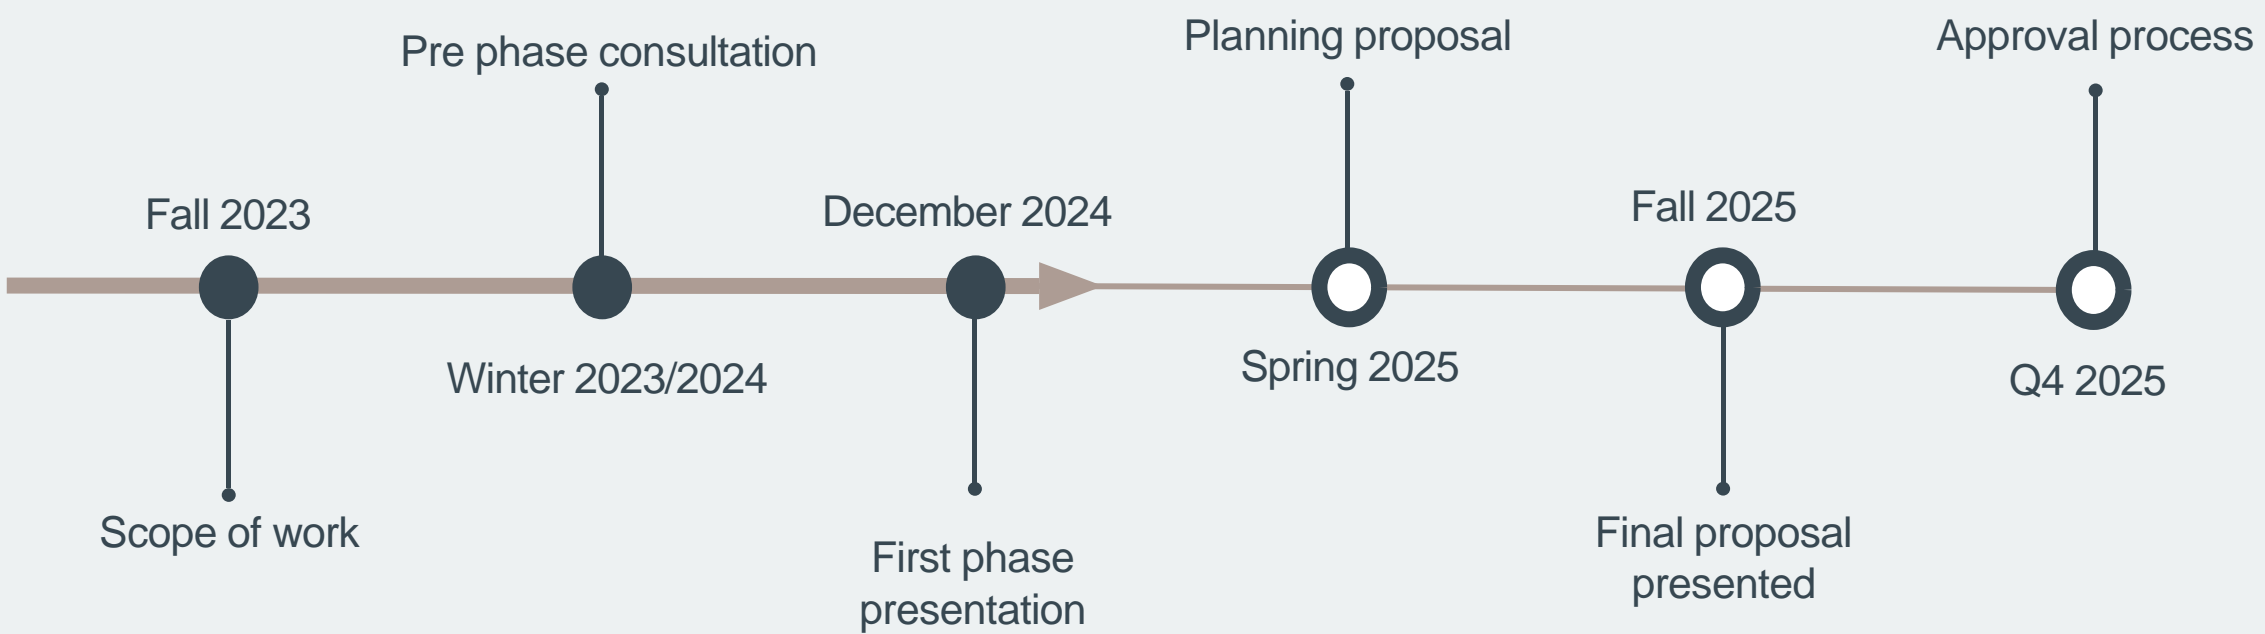 Fall 2023
Scope of work
Pre phase consultation
Winter 2023/2024
December 2024
First phase
presentation
Planning proposal
Spring 2025
Fall 2025
Final proposal
presented
Approval process
Q4 2025